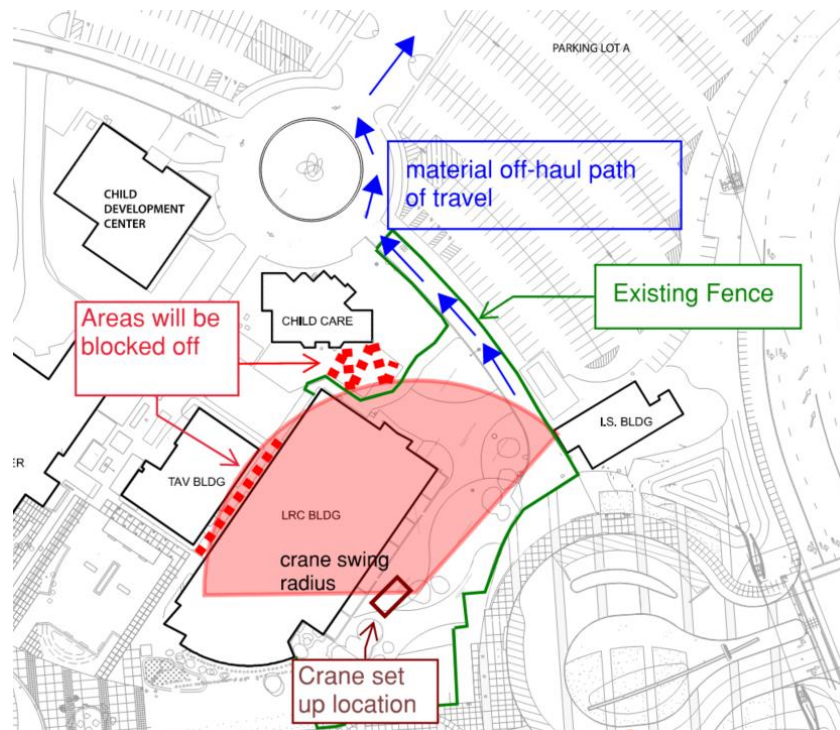 PARKING LOT A
material off-haul path
of travel
CHILD
DEVELOPMENT
CENTER
Existing Fence
Areas will be
blocked off
CHILD CARE
I.S. BLDG
ER
TAV BLDG
LRC BLDG
crane swing
radius
Crane set
up location